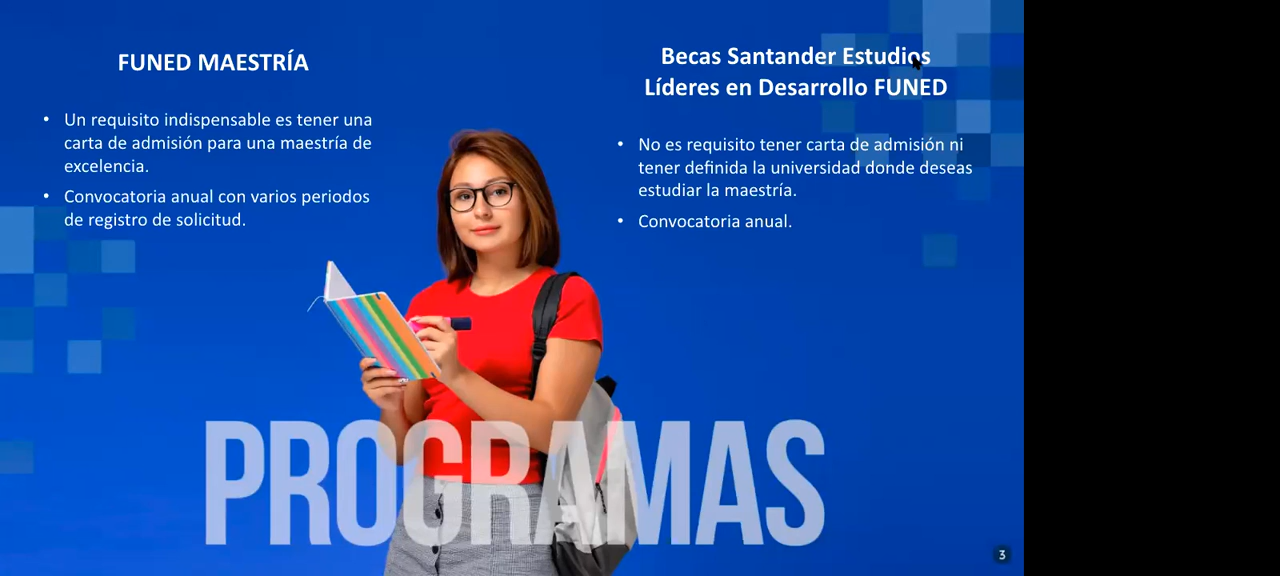 FUNED MAESTRÍA
• Un requisito indispensable es tener una
carta de admisión para una maestría de
excelencia.
• Convocatoria anual con varios periodos
de registro de solicitud.
Becas Santander Estudios
Líderes en Desarrollo FUNED
• No es requisito tener carta de admisión ni
tener definida la universidad donde deseas
estudiar la maestría.
• Convocatoria anual.
PROGRAMAS
3